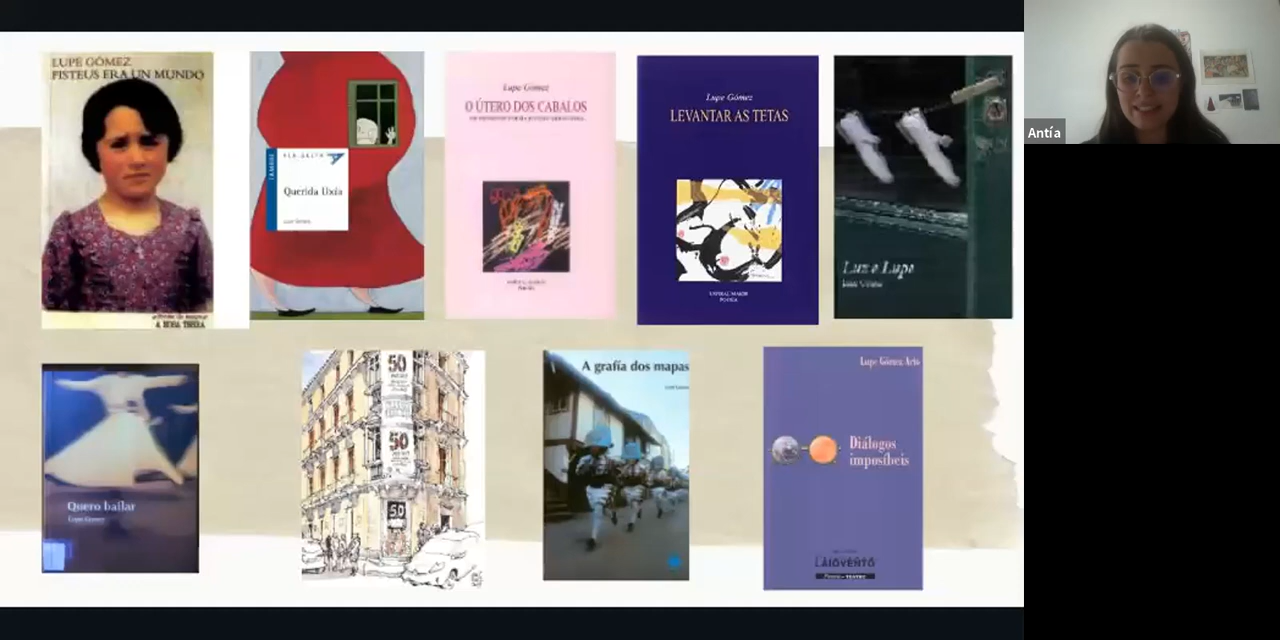 LUPE GÓMEZ
FISTEUS ERA UN MUNDO
A NOSA TERRA
Querida Uxía
Lupe Gómez
O ÚTERO DOS CABALOS
Lupe Gómez
LEVANTAR AS TETAS
ESPIRAL MAIOR
POESÍA
Luz e Lupe
Antía
Quero bailar
Lupe Gómez
50
50
50
A grafía dos mapas
Lupe Gómez Arto
Diálogos
imposíbeis
LAIOVENTO